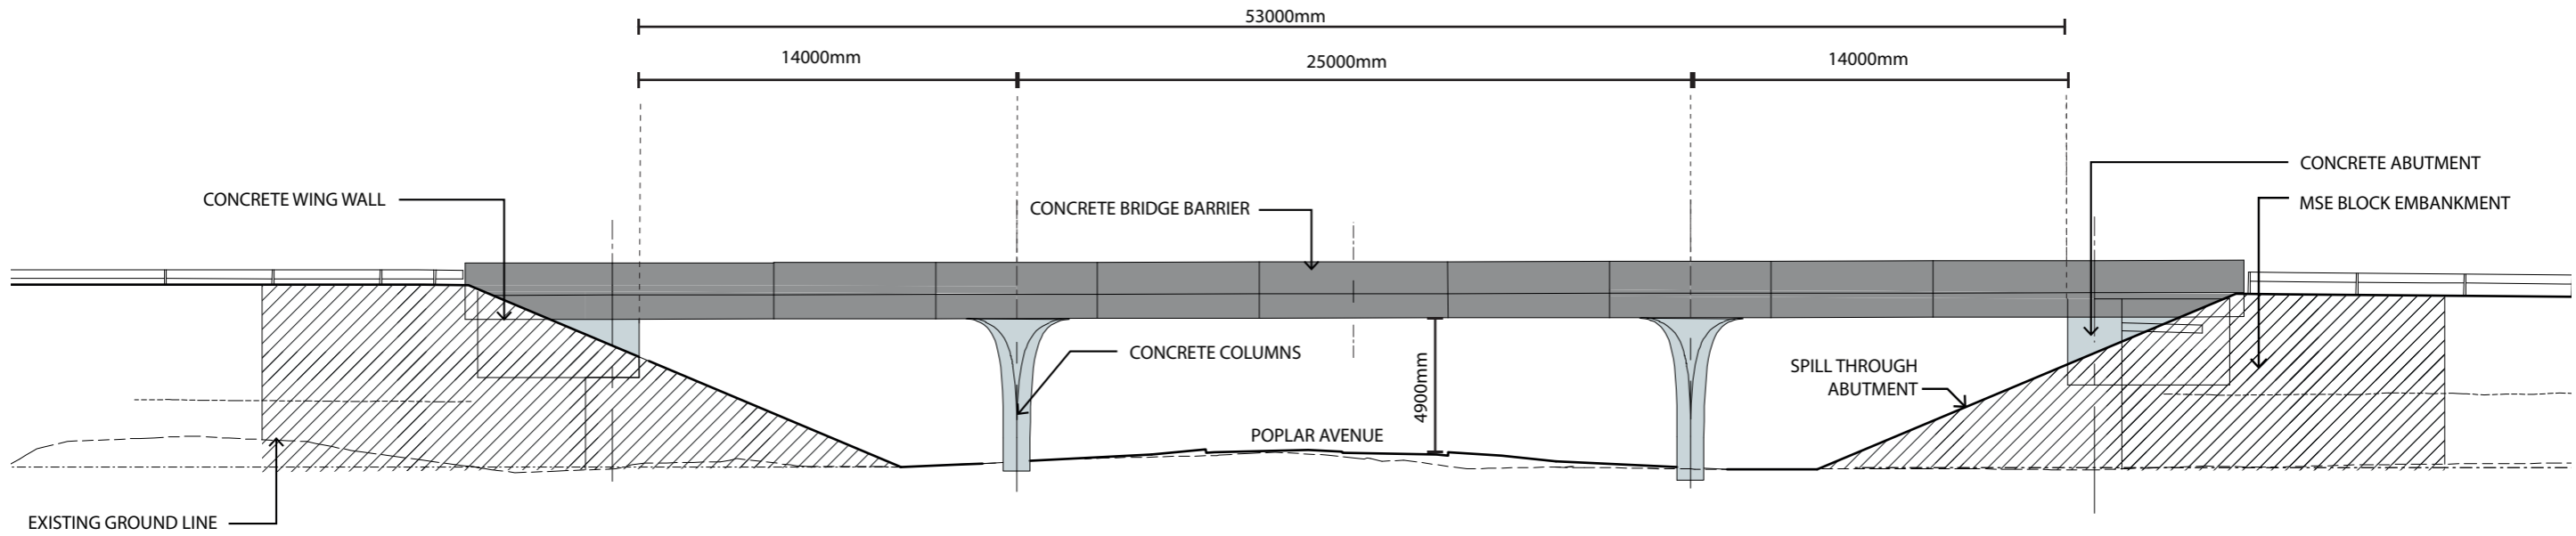 53000mm
14000mm
25000mm
14000mm
CONCRETE WING WALL
CONCRETE BRIDGE BARRIER
CONCRETE ABUTMENT
MSE BLOCK EMBANKMENT
CONCRETE COLUMNS
4900mm
SPILL THROUGH
ABUTMENT
POPLAR AVENUE
EXISTING GROUND LINE